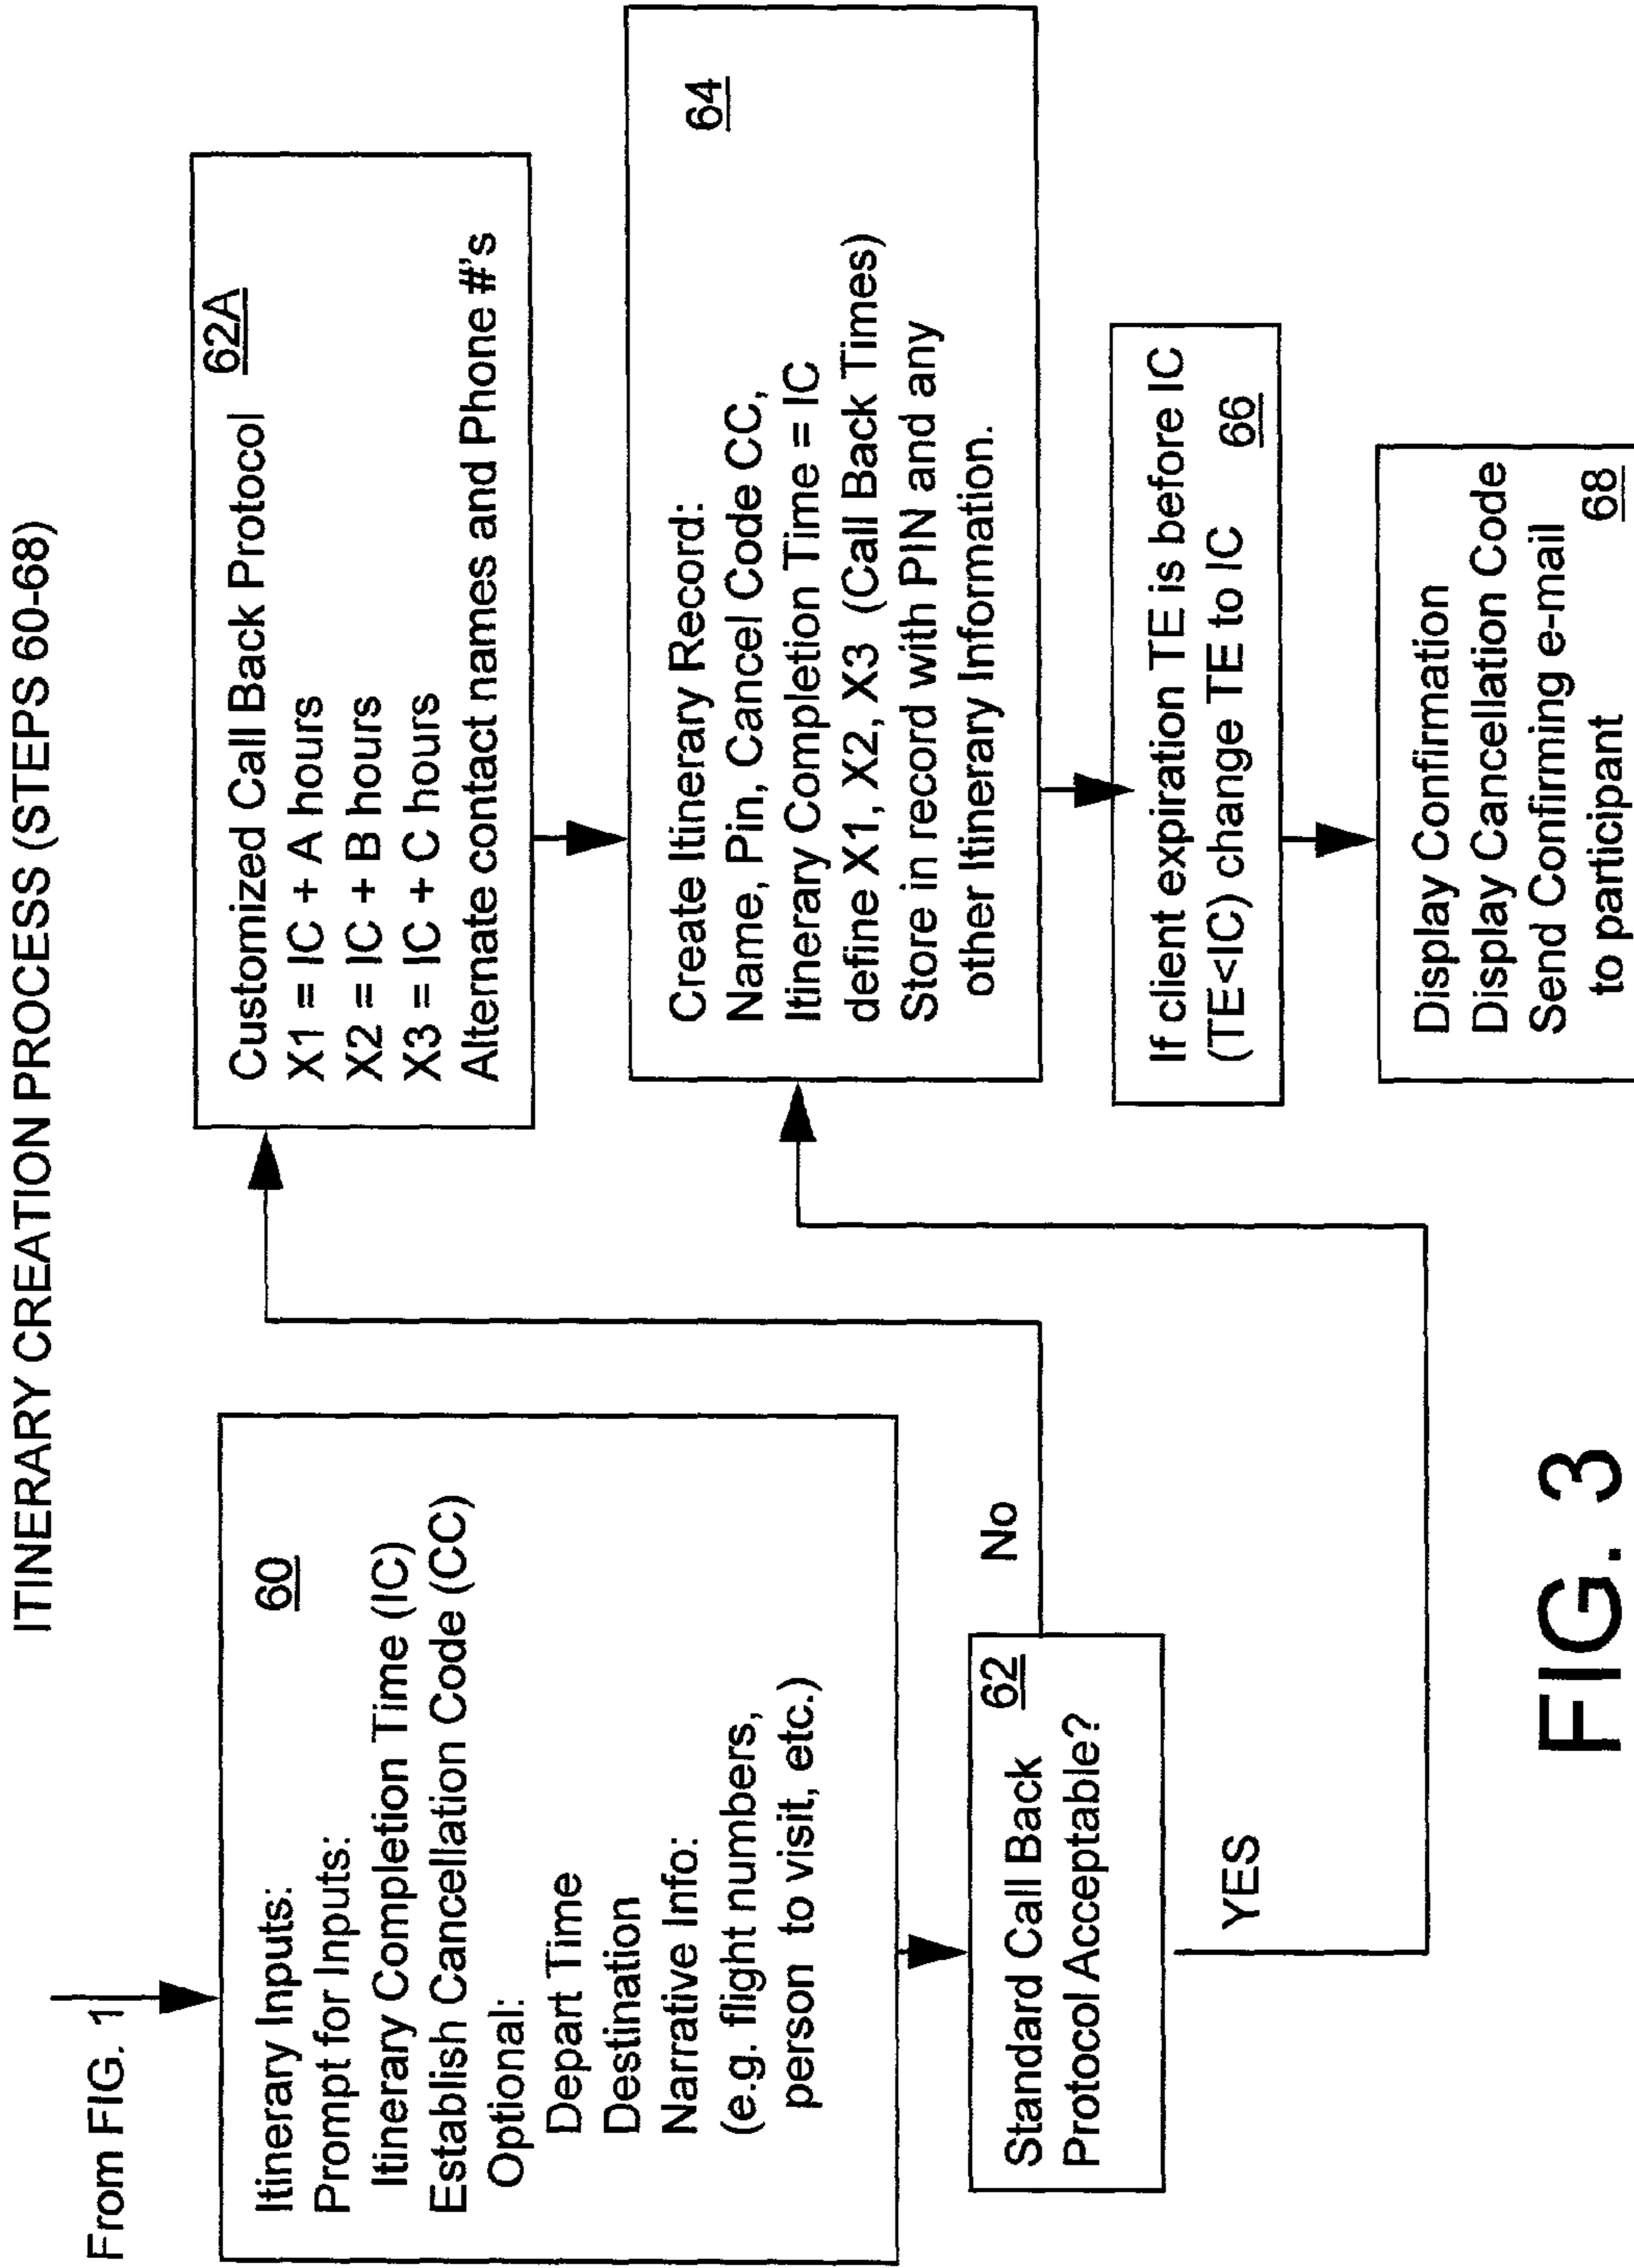 ITINERARY CREATION PROCESS (STEPS 60-68)
From FIG. 1
Itinerary Inputs: 60
Prompt for Inputs:
Itinerary Completion Time (IC)
Establish Cancellation Code (CC)
Optional:
Depart Time
Destination
Narrative Info:
(e.g. flight numbers,
person to visit, etc.)
Standard Call Back 62
Protocol Acceptable?
No
YES
Customized Call Back Protocol 62A
X1 = IC + A hours
X2 = IC + B hours
X3 = IC + C hours
Alternate contact names and Phone #'s
Create Itinerary Record: 64
Name, Pin, Cancel Code CC,
Itinerary Completion Time = IC
define X1, X2, X3 (Call Back Times)
Store in record with PIN and any
other Itinerary Information.
If client expiration TE is before IC
(TE<IC) change TE to IC 66
Display Confirmation
Display Cancellation Code
Send Confirming e-mail
to participant 68
FIG. 3